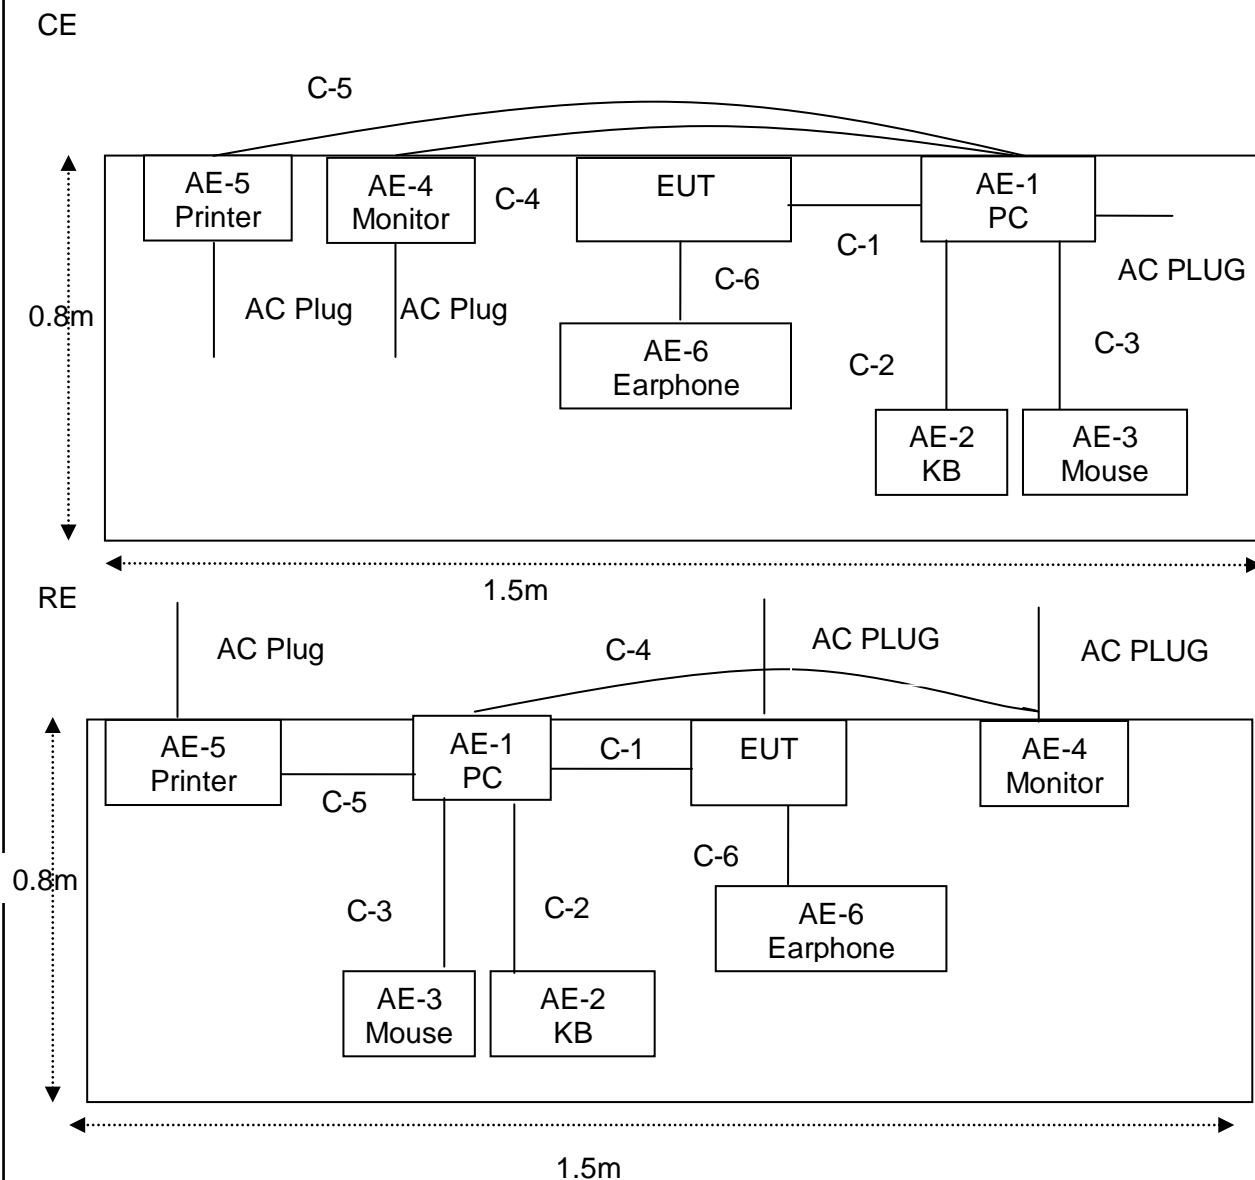 CE
C-5
AE-5
Printer
AE-4
Monitor
C-4
EUT
AE-1
PC
C-1
AC PLUG
C-6
AC Plug
AC Plug
0.8m
AE-6
Earphone
C-2
C-3
AE-2
KB
AE-3
Mouse
1.5m
RE
AC Plug
C-4
AC PLUG
AC PLUG
AE-5
Printer
AE-1
PC
C-1
EUT
AE-4
Monitor
C-5
C-6
0.8m
C-3
C-2
AE-6
Earphone
AE-3
Mouse
AE-2
KB
1.5m